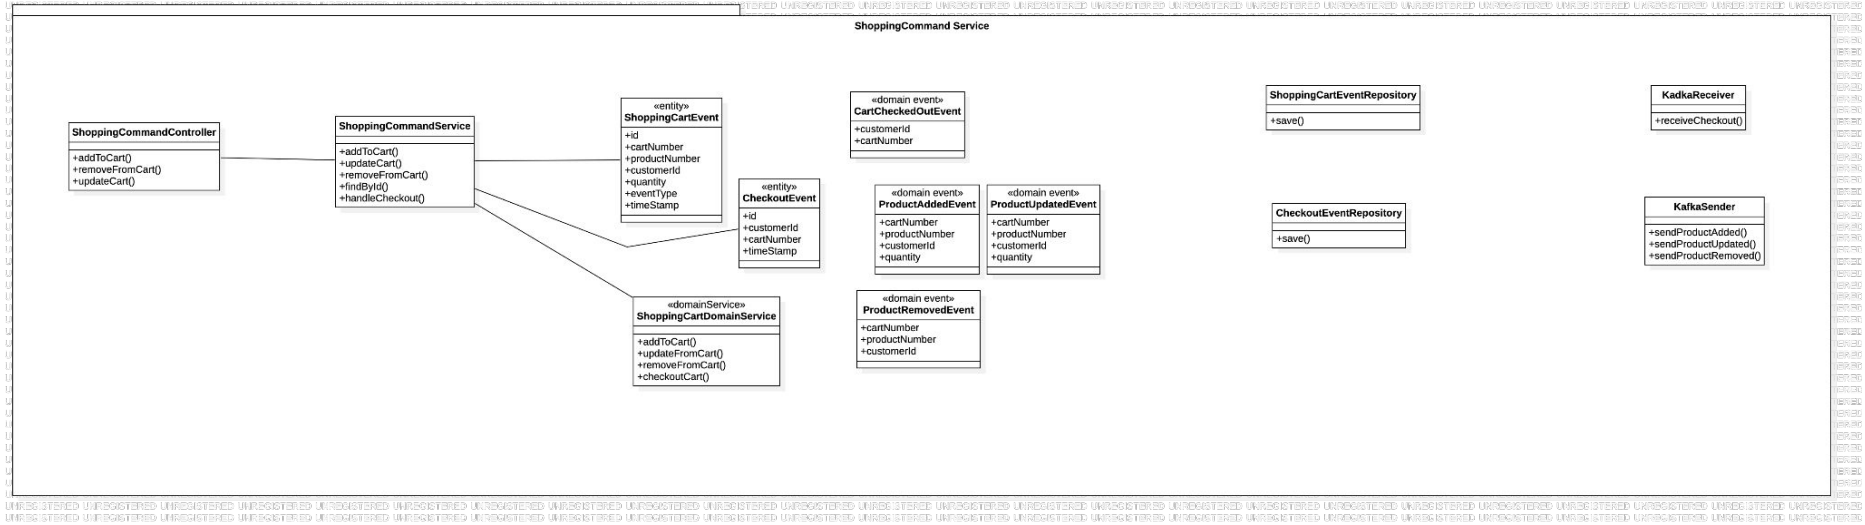 ShoppingCommand Service
ShoppingCommandController
+addToCart()
+removeFromCart()
+updateCart()
ShoppingCommandService
+addToCart()
+updateCart()
+removeFromCart()
+findById()
+handleCheckout()
«entity»
ShoppingCartEvent
+id
+cartNumber
+productNumber
+customerId
+quantity
+eventType
+timeStamp
«entity»
CheckoutEvent
+id
+customerId
+cartNumber
+timeStamp
«domainService»
ShoppingCartDomainService
+addToCart()
+updateFromCart()
+removeFromCart()
+checkoutCart()
«domain event»
CartCheckedOutEvent
+customerId
+cartNumber
«domain event»
ProductAddedEvent
+cartNumber
+productNumber
+customerId
+quantity
«domain event»
ProductUpdatedEvent
+cartNumber
+productNumber
+customerId
+quantity
«domain event»
ProductRemovedEvent
+cartNumber
+productNumber
+customerId
ShoppingCartEventRepository
+save()
CheckoutEventRepository
+save()
KadkaReceiver
+receiveCheckout()
KafkaSender
+sendProductAdded()
+sendProductUpdated()
+sendProductRemoved()
UNREGISTERED